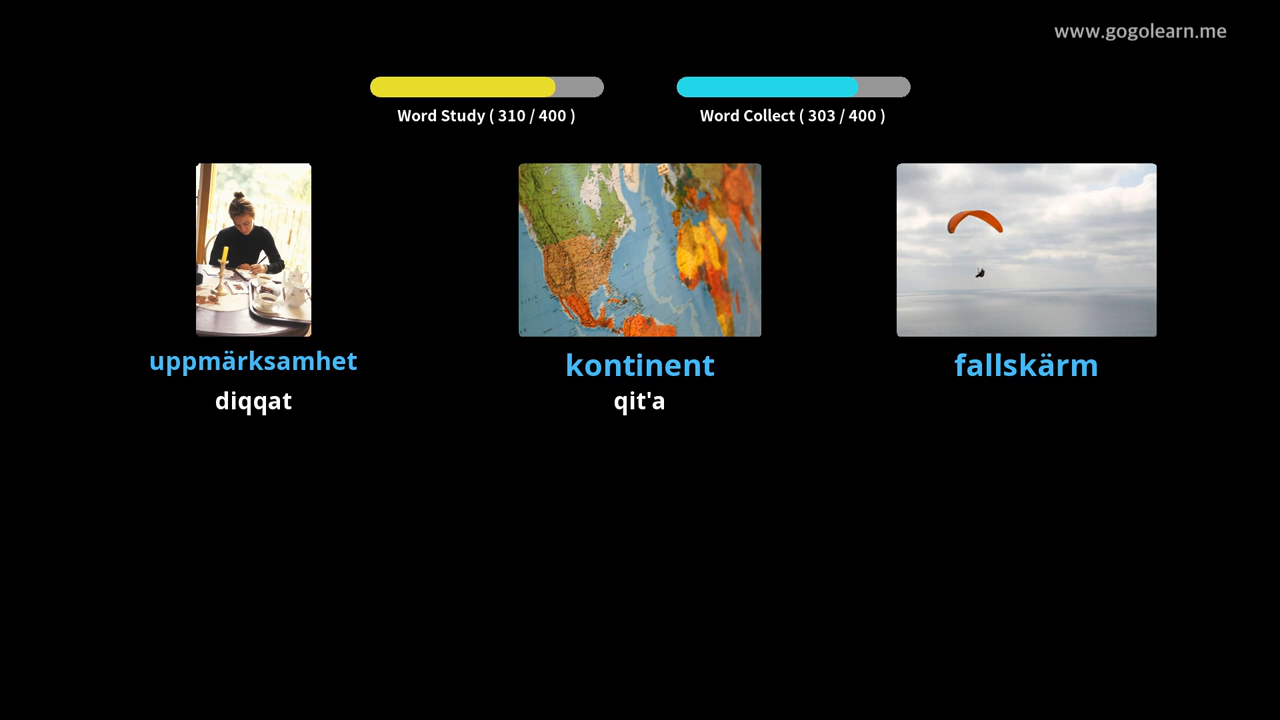 www.gogolearn.me
Word Study ( 310 / 400 )
Word Collect ( 303 / 400 )
uppmärksamhet
diqqat
kontinent
qit'a
fallskärm